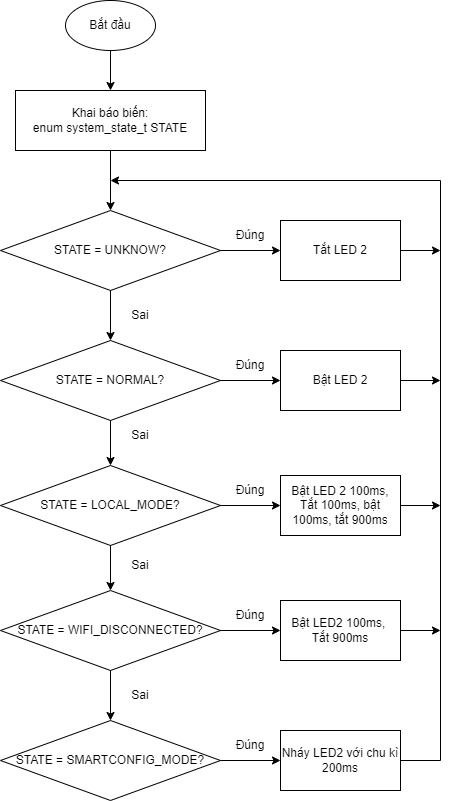 Bắt đầu
Khai báo biến:
enum system_state_t STATE
STATE = UNKNOW?
Đúng
Tắt LED 2
Sai
STATE = NORMAL?
Đúng
Bật LED 2
Sai
STATE = LOCAL_MODE?
Đúng
Bật LED 2 100ms,
Tắt 100ms, bật
100ms, tắt 900ms
Sai
STATE = WIFI_DISCONNECTED?
Đúng
Bật LED2 100ms,
Tắt 900ms
Sai
STATE = SMARTCONFIG_MODE?
Đúng
Nháy LED2 với chu kì
200ms